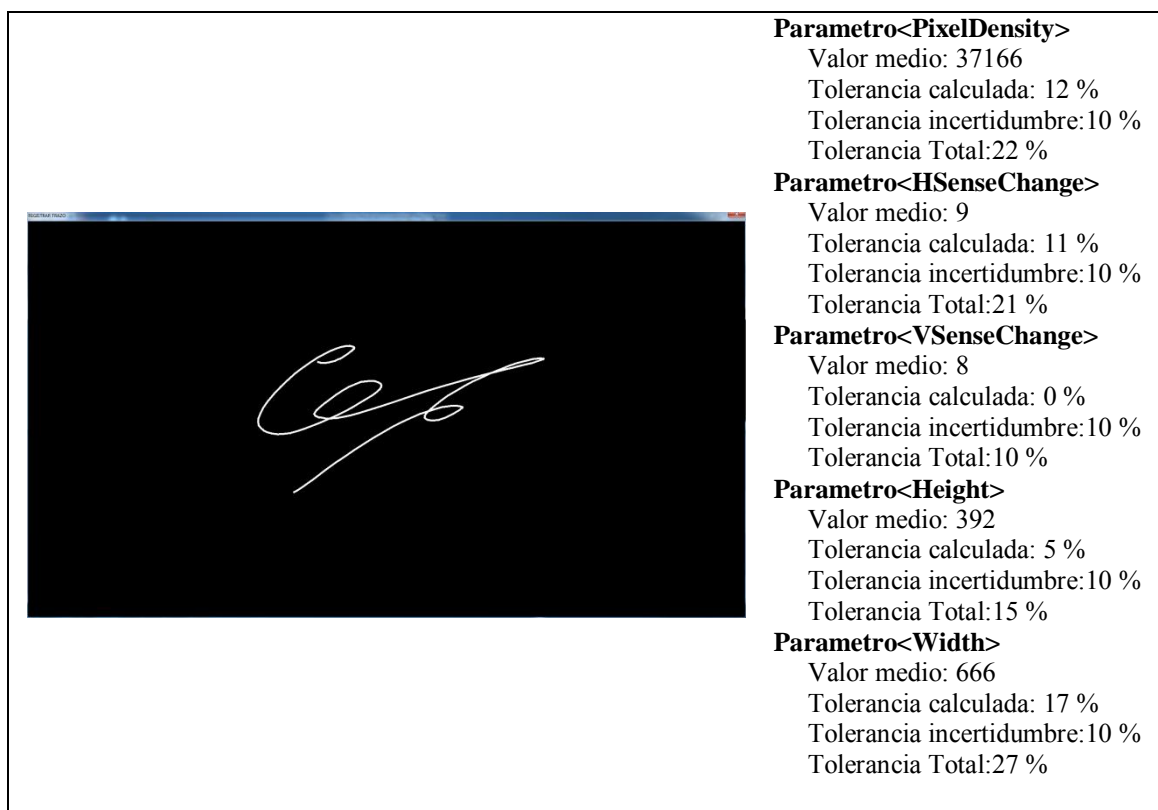 REGISTRAR TRAZO
Parametro<PixelDensity>
Valor medio: 37166
Tolerancia calculada: 12 %
Tolerancia incertidumbre:10 %
Tolerancia Total:22 %
Parametro<HSenseChange>
Valor medio: 9
Tolerancia calculada: 11 %
Tolerancia incertidumbre:10 %
Tolerancia Total:21 %
Parametro<VSenseChange>
Valor medio: 8
Tolerancia calculada: 0 %
Tolerancia incertidumbre:10 %
Tolerancia Total:10 %
Parametro<Height>
Valor medio: 392
Tolerancia calculada: 5 %
Tolerancia incertidumbre:10 %
Tolerancia Total:15 %
Parametro<Width>
Valor medio: 666
Tolerancia calculada: 17 %
Tolerancia incertidumbre:10 %
Tolerancia Total:27 %